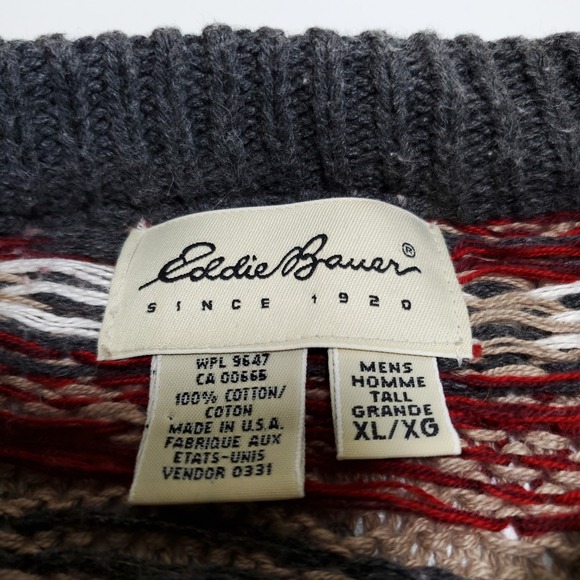 Eddie Bauer®
SINCE 1920
WPL 9647
CA 00665
100% COTTON/
COTON
MADE IN U.S.A.
FABRIQUE AUX
ETATS-UNIS
VENDOR 0331
MENS
HOMME
TALL
GRANDE
XL/XG